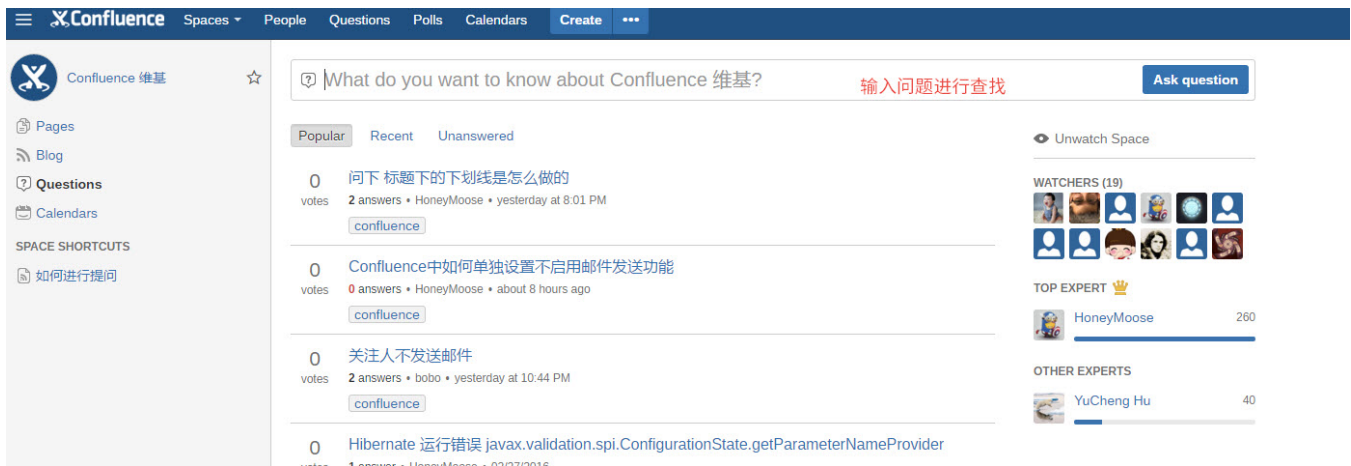 Confluence Spaces People Questions Polls Calendars Create •••
Confluence 维基
Pages
Blog
Questions
Calendars
SPACE SHORTCUTS
如何进行提问
What do you want to know about Confluence 维基? 输入问题进行查找 Ask question
Popular Recent Unanswered
0 votes
问下 标题下的下划线是怎么做的
2 answers • HoneyMoose • yesterday at 8:01 PM
confluence
0 votes
Confluence中如何单独设置不启用邮件发送功能
0 answers • HoneyMoose • about 8 hours ago
confluence
0 votes
关注人不发送邮件
2 answers • bobo • yesterday at 10:44 PM
confluence
0 votes
Hibernate 运行错误 javax.validation.spi.ConfigurationState.getParameterNameProvider
1 answer • HoneyMoose • 02/27/2016
Unwatch Space
WATCHERS (19)
TOP EXPERT
HoneyMoose 260
OTHER EXPERTS
YuCheng Hu 40